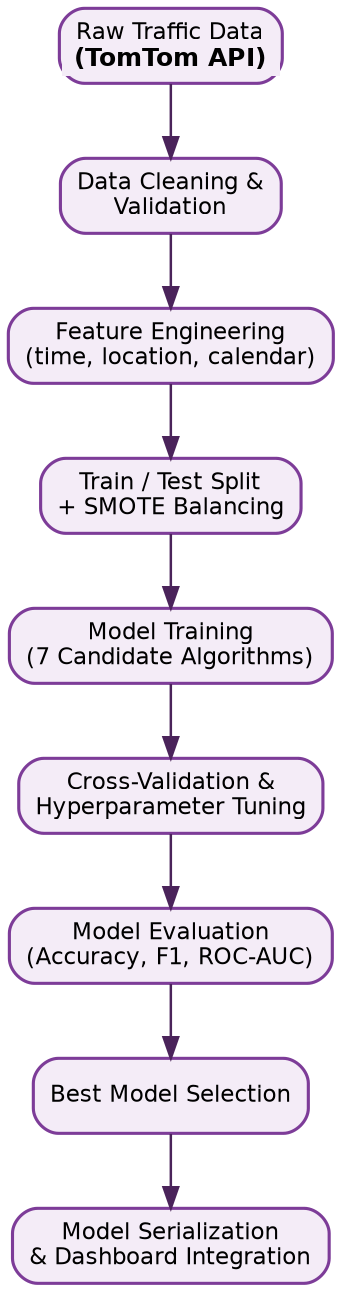 Raw Traffic Data
(TomTom API)
Data Cleaning &
Validation
Feature Engineering
(time, location, calendar)
Train / Test Split
+ SMOTE Balancing
Model Training
(7 Candidate Algorithms)
Cross-Validation &
Hyperparameter Tuning
Model Evaluation
(Accuracy, F1, ROC-AUC)
Best Model Selection
Model Serialization
& Dashboard Integration